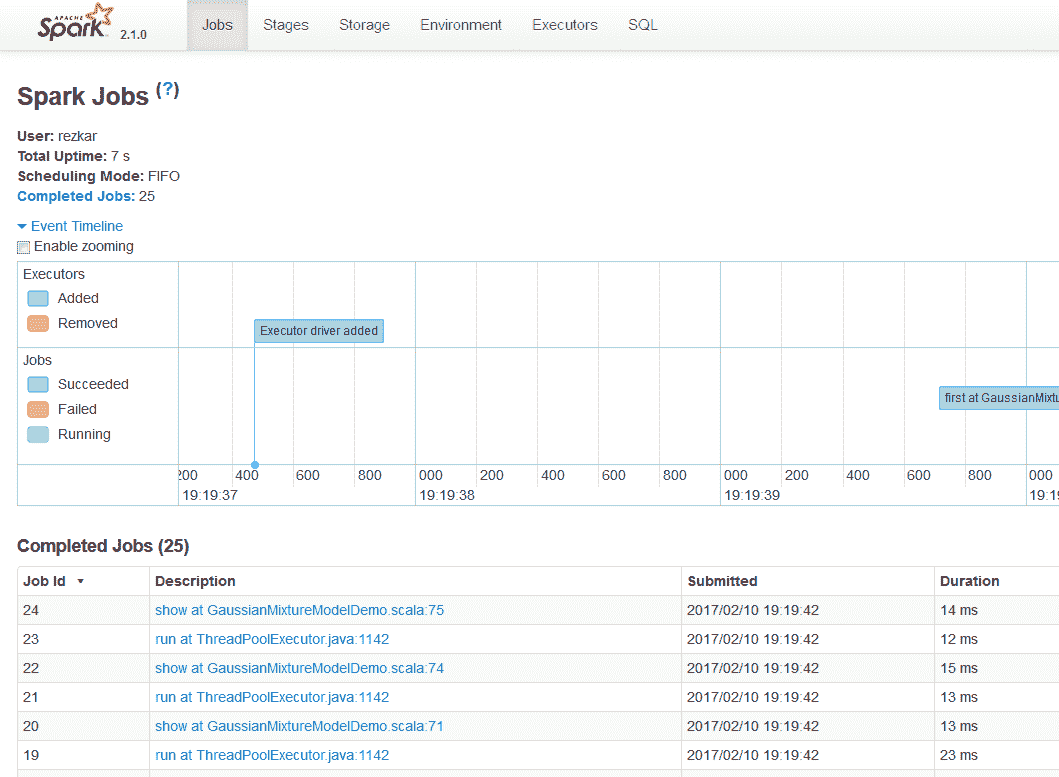 APACHE Spark 2.1.0 Jobs Stages Storage Environment Executors SQL
Spark Jobs (?)
User: rezkar
Total Uptime: 7 s
Scheduling Mode: FIFO
Completed Jobs: 25
Event Timeline
Enable zooming
Executors
Added
Removed
Executor driver added
Jobs
Succeeded
Failed
Running
first at GaussianMixtu
200 400 600 800 000 200 400 600 800 000 200 400 600 800 000
19:19:37 19:19:38 19:19:39 19:19
Completed Jobs (25)
Job Id Description Submitted Duration
24 show at GaussianMixtureModelDemo.scala:75 2017/02/10 19:19:42 14 ms
23 run at ThreadPoolExecutor.java:1142 2017/02/10 19:19:42 12 ms
22 show at GaussianMixtureModelDemo.scala:74 2017/02/10 19:19:42 15 ms
21 run at ThreadPoolExecutor.java:1142 2017/02/10 19:19:42 13 ms
20 show at GaussianMixtureModelDemo.scala:71 2017/02/10 19:19:42 13 ms
19 run at ThreadPoolExecutor.java:1142 2017/02/10 19:19:42 23 ms